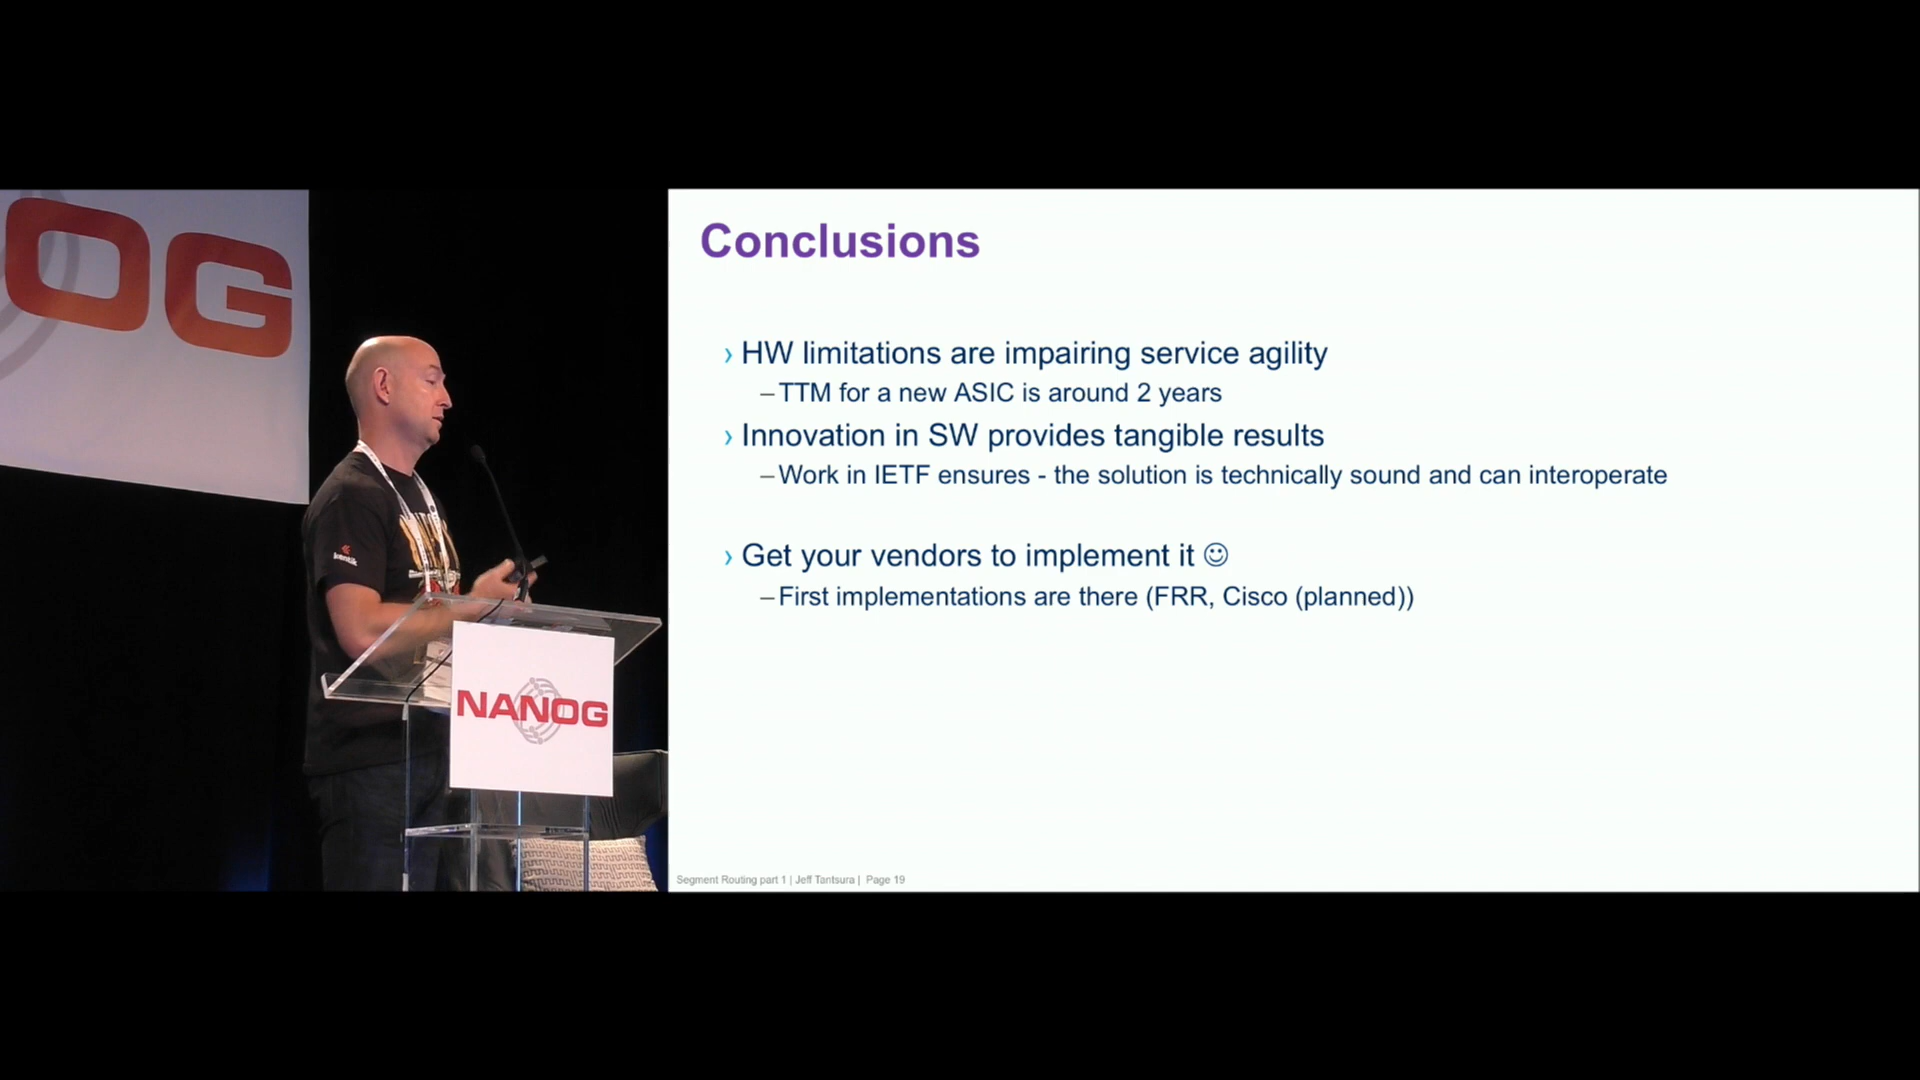 OG
kentik
NANOG
Conclusions
› HW limitations are impairing service agility
– TTM for a new ASIC is around 2 years
› Innovation in SW provides tangible results
– Work in IETF ensures - the solution is technically sound and can interoperate
› Get your vendors to implement it ☺
– First implementations are there (FRR, Cisco (planned))
Segment Routing part 1 | Jeff Tantsura | Page 19